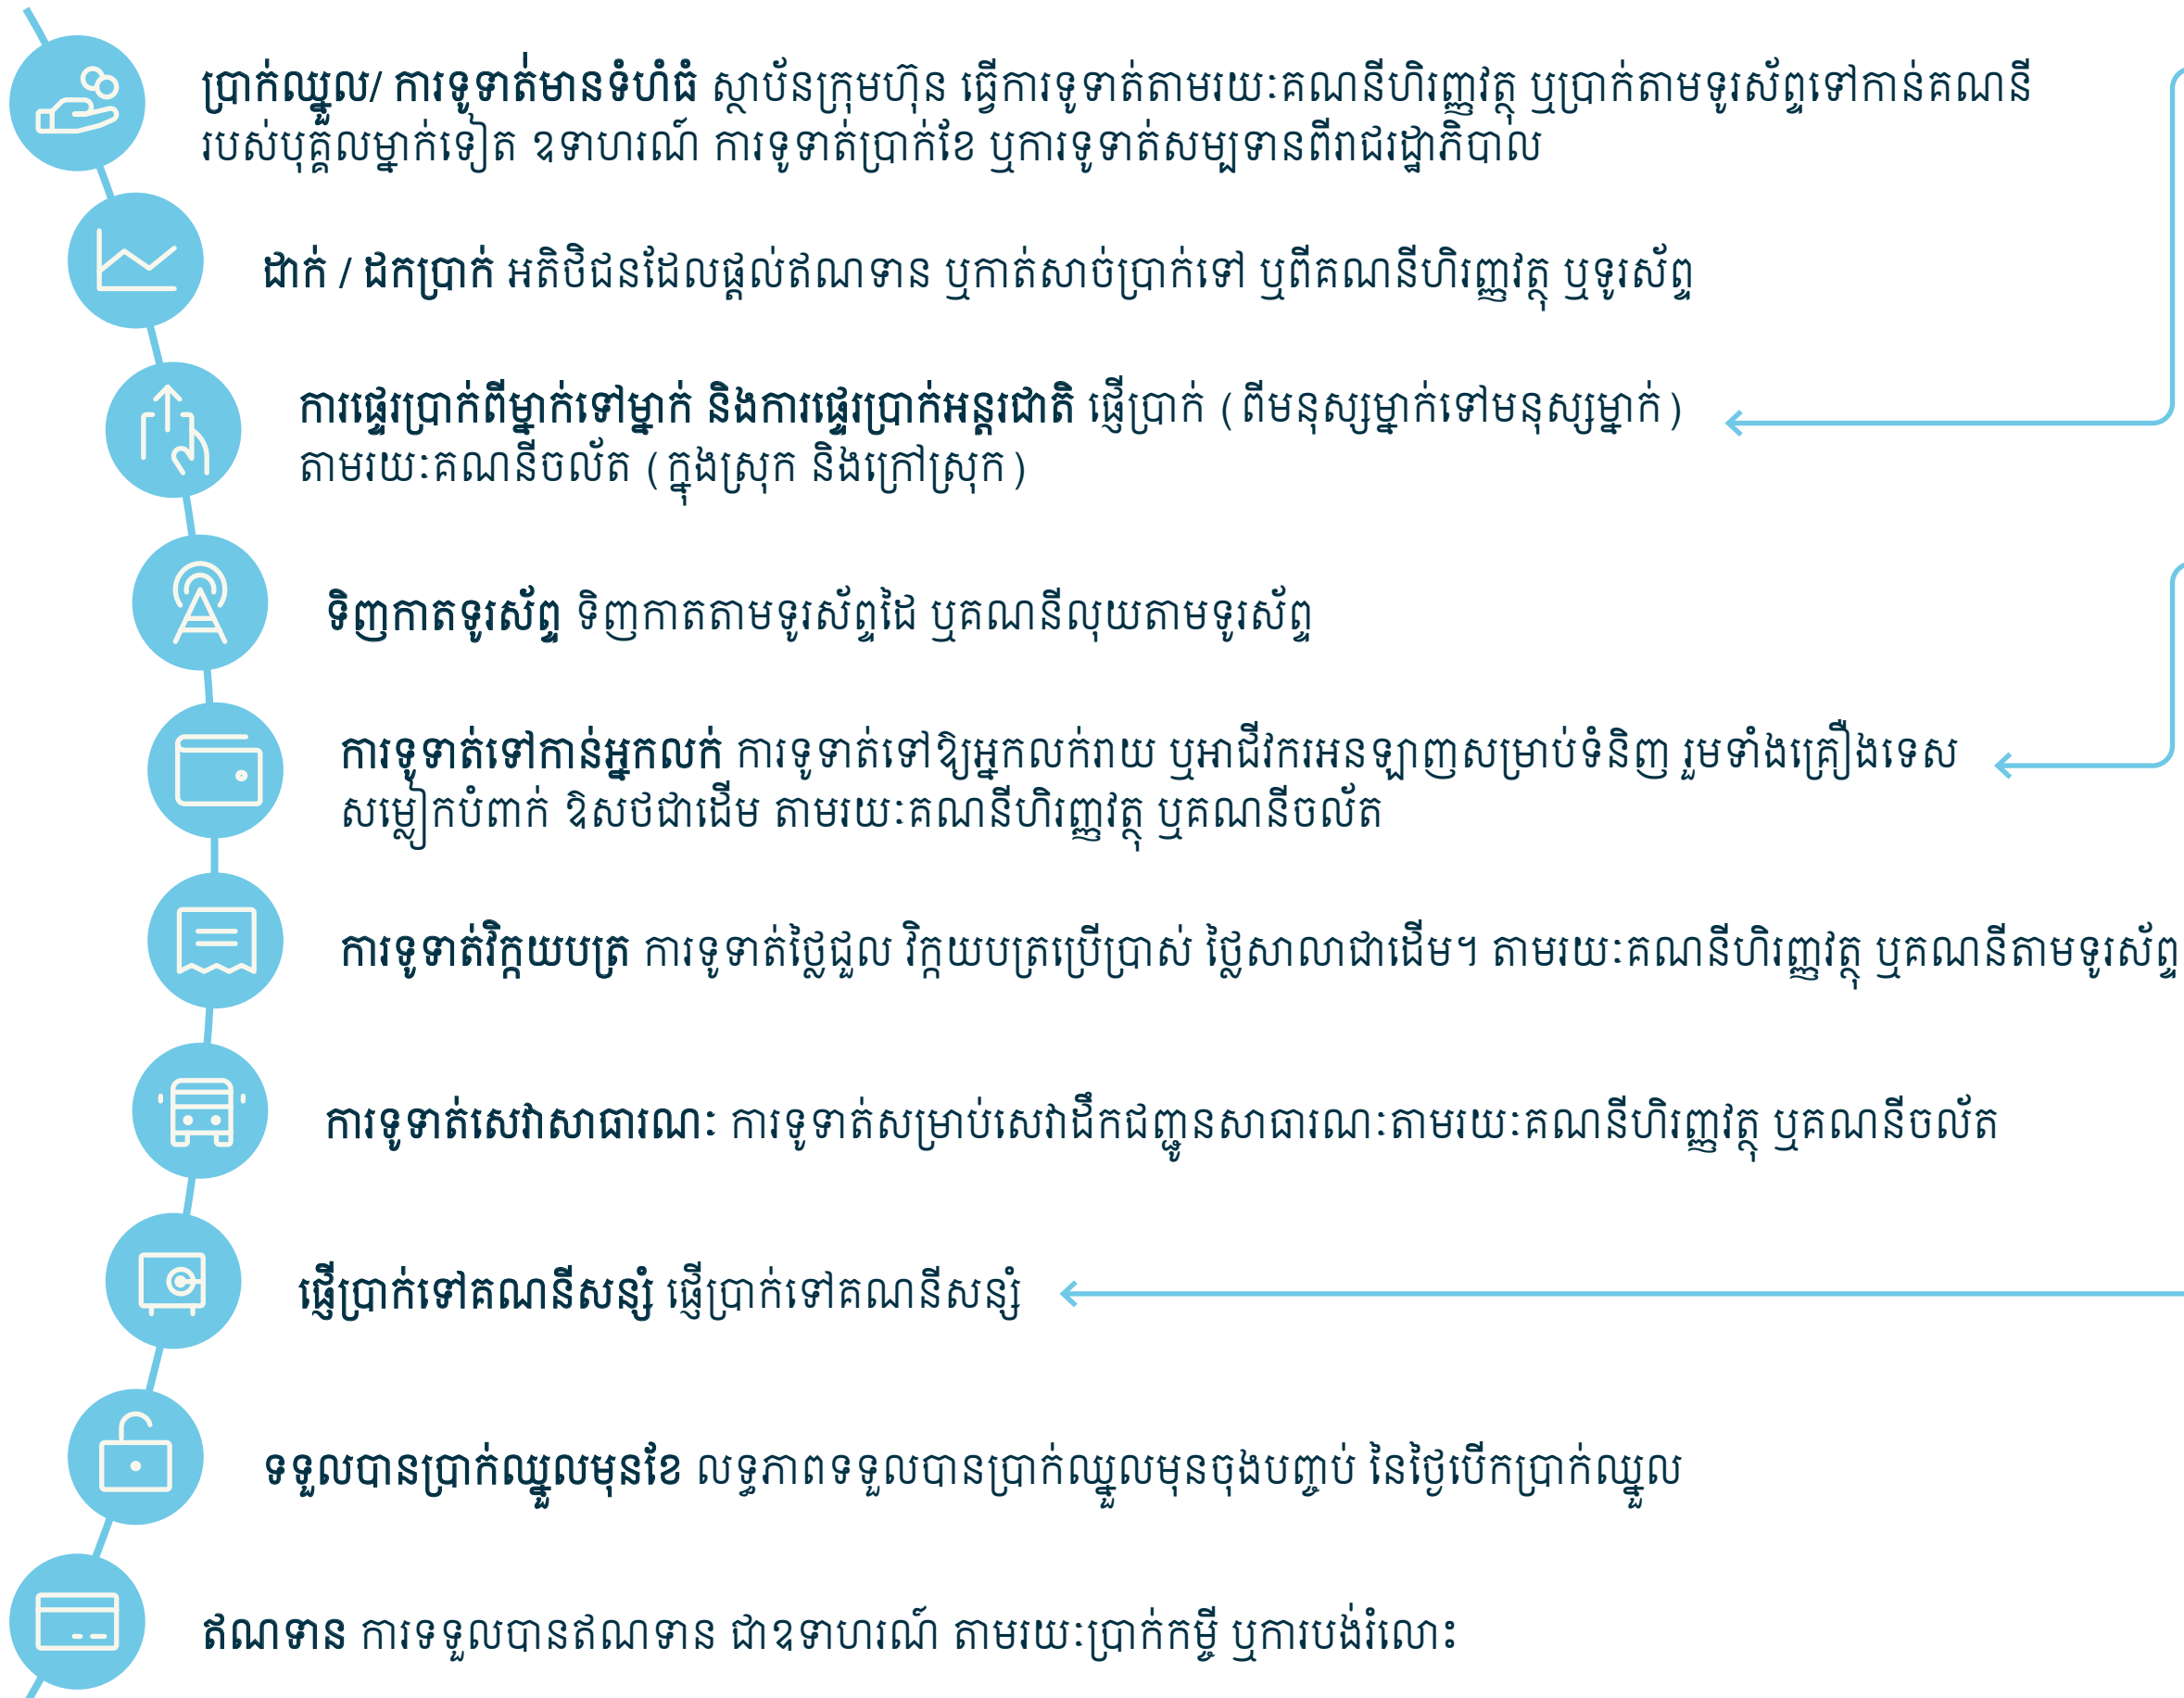 ប្រាក់ឈ្នួល/ ការទូទាត់មានទំហំធំ ស្ថាប័នក្រុមហ៊ុន ធ្វើការទូទាត់តាមរយៈគណនីហិរញ្ញវត្ថុ ឬប្រាក់តាមទូរស័ព្ទទៅកាន់គណនី
របស់បុគ្គលម្នាក់ទៀត ឧទាហរណ៍ ការទូទាត់ប្រាក់ខែ ឬការទូទាត់សម្បទានពីរាជរដ្ឋាភិបាល
ដាក់ / ដកប្រាក់ អតិថិជនដែលផ្តល់ឥណទាន ឬកាត់សាច់ប្រាក់ទៅ ឬពីគណនីហិរញ្ញវត្ថុ ឬទូរស័ព្ទ
ការផ្ទេរប្រាក់ពីម្នាក់ទៅម្នាក់ និងការផ្ទេរប្រាក់អន្តរជាតិ ផ្ញើប្រាក់ (ពីមនុស្សម្នាក់ទៅមនុស្សម្នាក់)
តាមរយៈគណនីចល័ត (ក្នុងស្រុក និងក្រៅស្រុក)
ទិញកាតទូរស័ព្ទ ទិញកាតតាមទូរស័ព្ទដៃ ឬគណនីលុយតាមទូរស័ព្ទ
ការទូទាត់ទៅកាន់អ្នកលក់ ការទូទាត់ទៅឱ្យអ្នកលក់រាយ ឬអាជីវករអនឡាញសម្រាប់ទំនិញ រួមទាំងគ្រឿងទេស
សម្លៀកបំពាក់ ឱសថជាដើម តាមរយៈគណនីហិរញ្ញវត្ថុ ឬគណនីចល័ត
ការទូទាត់វិក្កយបត្រ ការទូទាត់ថ្លៃជួល វិក្កយបត្រប្រើប្រាស់ ថ្លៃសាលាជាដើម។ តាមរយៈគណនីហិរញ្ញវត្ថុ ឬគណនីតាមទូរស័ព្ទ
ការទូទាត់សេវាសាធារណៈ ការទូទាត់សម្រាប់សេវាដឹកជញ្ជូនសាធារណៈតាមរយៈគណនីហិរញ្ញវត្ថុ ឬគណនីចល័ត
ផ្ញើប្រាក់ទៅគណនីសន្សំ ផ្ញើប្រាក់ទៅគណនីសន្សំ
ទទួលបានប្រាក់ឈ្នួលមុនខែ លទ្ធភាពទទួលបានប្រាក់ឈ្នួលមុនចុងបញ្ចប់ នៃថ្ងៃបើកប្រាក់ឈ្នួល
ឥណទាន ការទទួលបានឥណទាន ជាឧទាហរណ៍ តាមរយៈប្រាក់កម្ចី ឬការបង់រំលោះ